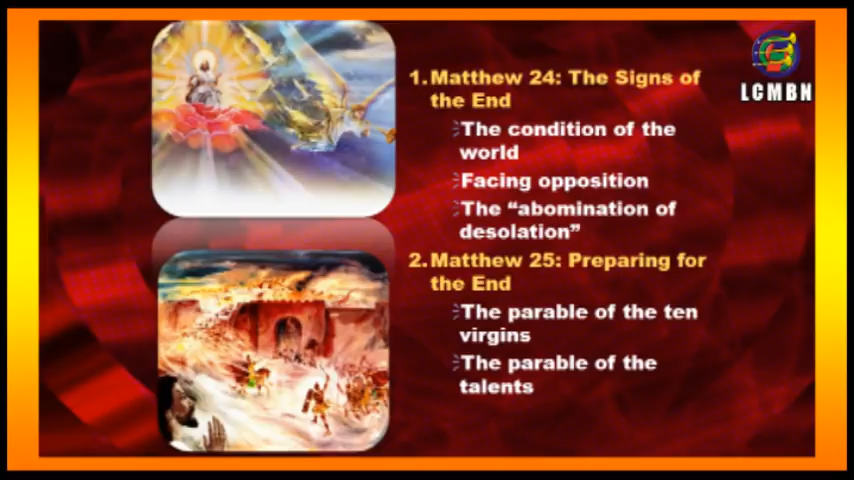 1. Matthew 24: The Signs of
the End
The condition of the
world
Facing opposition
The “abomination of
desolation”
2. Matthew 25: Preparing for
the End
The parable of the ten
virgins
The parable of the
talents
LCMBN